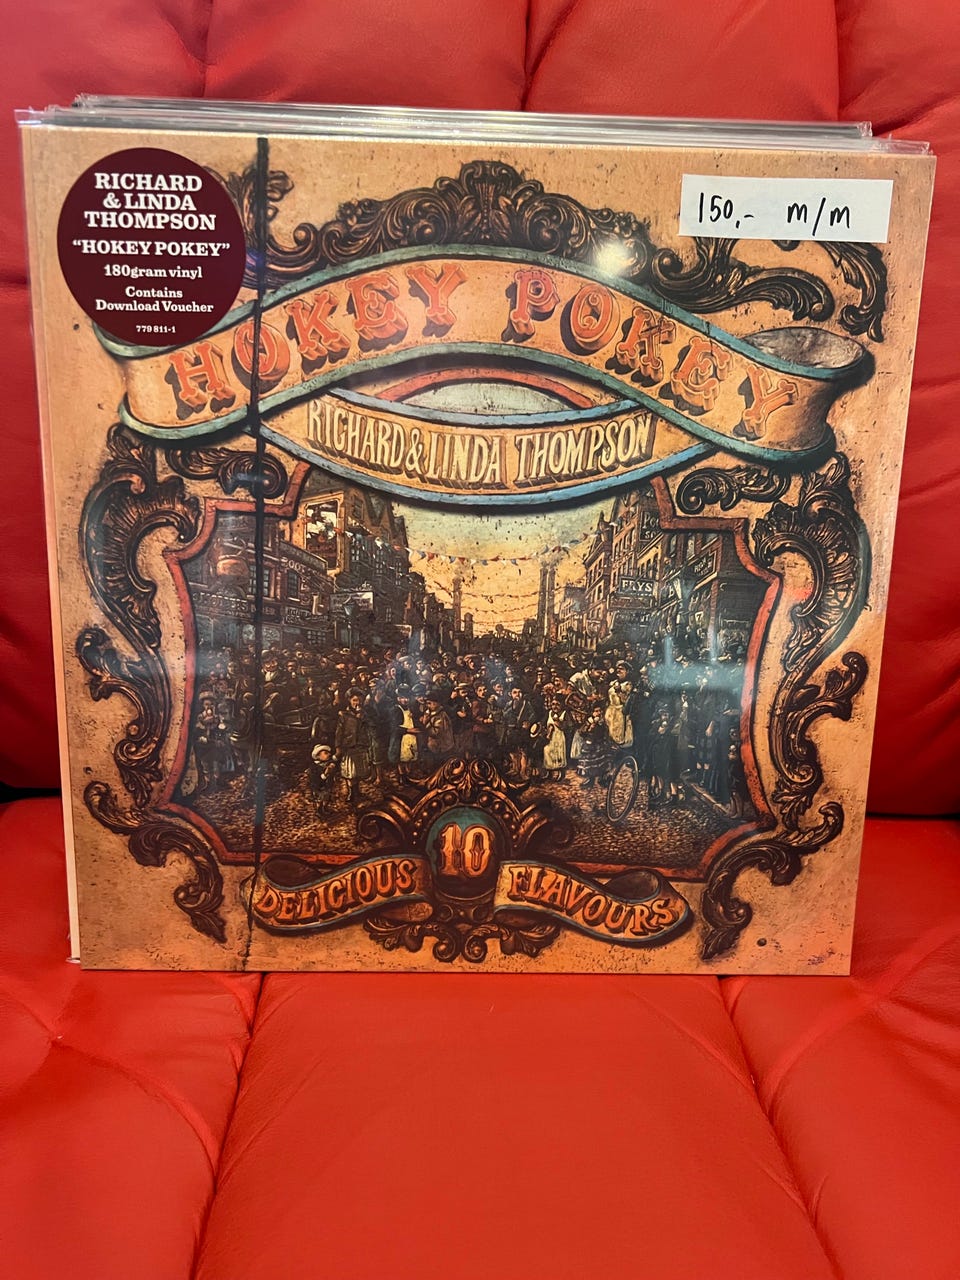 RICHARD
& LINDA
THOMPSON
"HOKEY POKEY"
180gram vinyl
Contains
Download Voucher
779 811-1
150,- m/m
HOKEY POKEY
RICHARD & LINDA THOMPSON
FRYS
10
DELICIOUS FLAVOURS